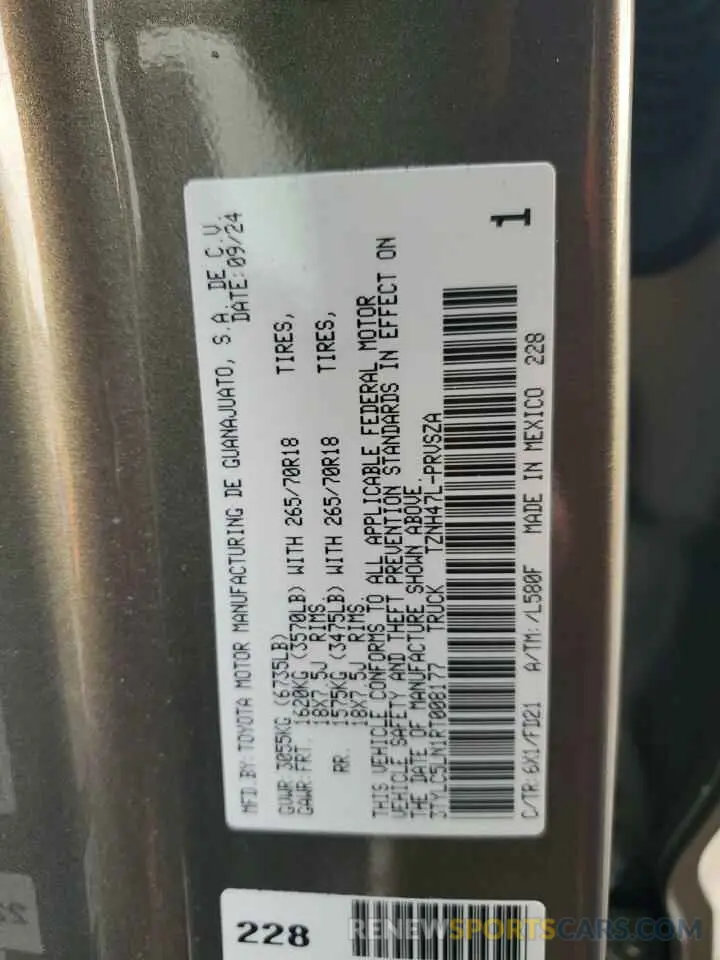 MFD.BY:TOYOTA MOTOR MANUFACTURING DE GUANAJUATO, S.A. DE C.V.
DATE:09/24
GVWR 3055KG (6735LB)
GAWR:FRT. 1620KG (3570LB) WITH 265/70R18 TIRES,
18X7.5J RIMS.
RR. 1575KG (3475LB) WITH 265/70R18 TIRES,
18X7.5J RIMS.
THIS VEHICLE CONFORMS TO ALL APPLICABLE FEDERAL MOTOR
VEHICLE SAFETY AND THEFT PREVENTION STANDARDS IN EFFECT ON
THE DATE OF MANUFACTURE SHOWN ABOVE.
3TYLC5LN1RT008177 TRUCK TZNH47L-PRVSZA
1
C/TR:6X1/FD21 A/TM:/L580F MADE IN MEXICO 228
228
RENEWSPORTSCARS.COM